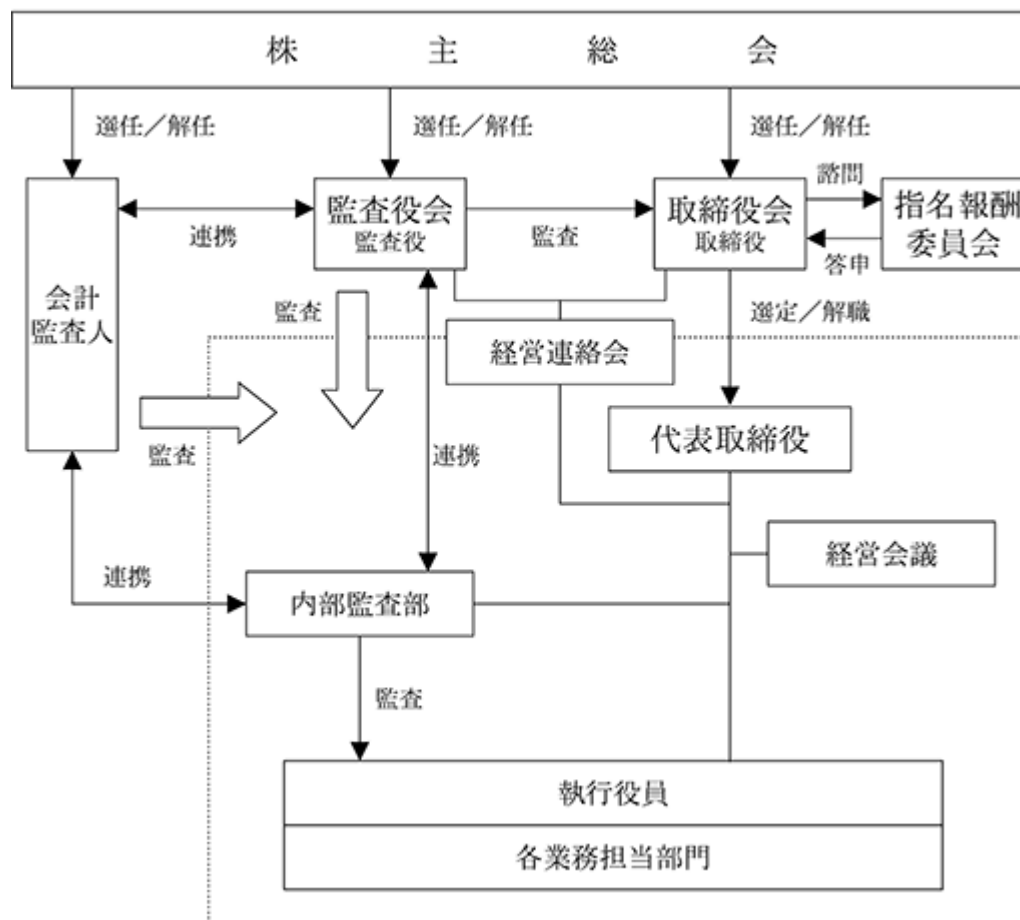 株主総会
選任／解任
選任／解任
選任／解任
諮問
監査役会
監査役
取締役会
取締役
指名報酬
委員会
連携
監査
答申
会計
監査人
監査
選定／解職
経営連絡会
代表取締役
監査
連携
経営会議
連携
内部監査部
監査
執行役員
各業務担当部門